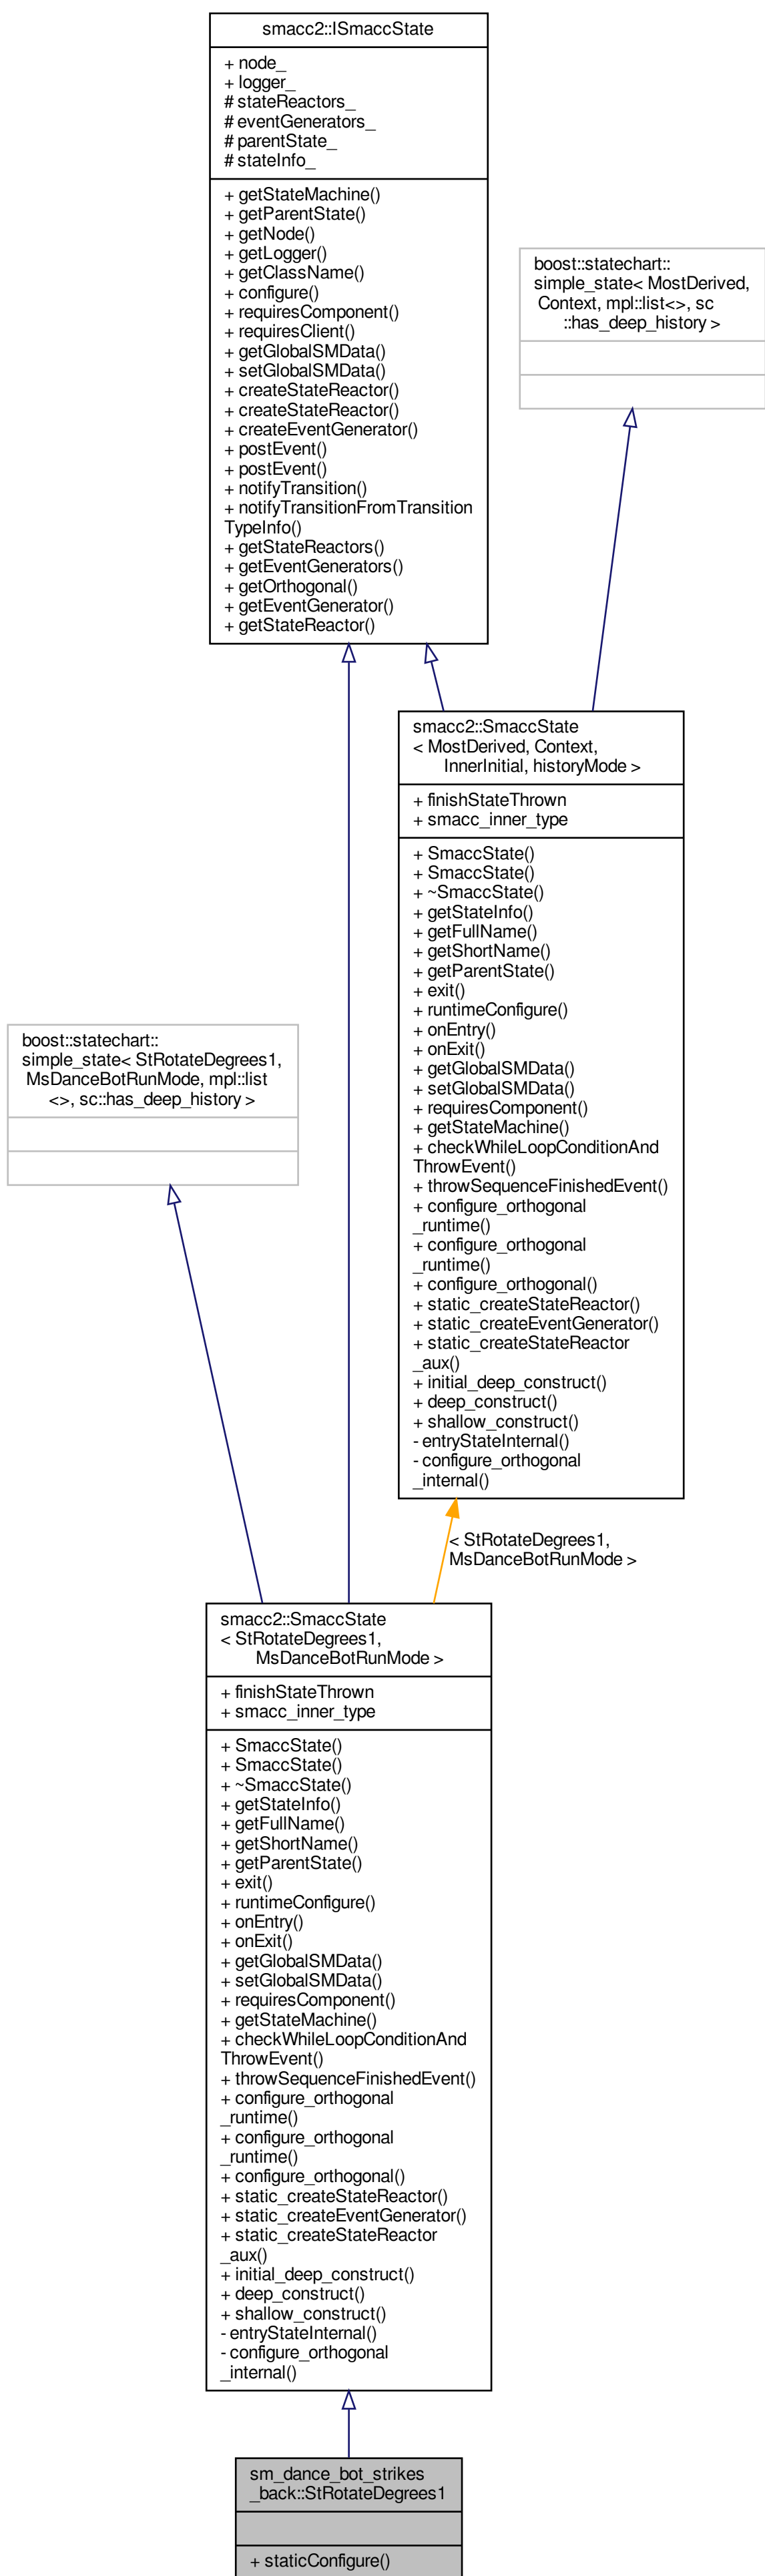 smacc2::ISmaccState
+ node_
+ logger_
# stateReactors_
# eventGenerators_
# parentState_
# stateInfo_
+ getStateMachine()
+ getParentState()
+ getNode()
+ getLogger()
+ getClassName()
+ configure()
+ requiresComponent()
+ requiresClient()
+ getGlobalSMData()
+ setGlobalSMData()
+ createStateReactor()
+ createStateReactor()
+ createEventGenerator()
+ postEvent()
+ postEvent()
+ notifyTransition()
+ notifyTransitionFromTransition
TypeInfo()
+ getStateReactors()
+ getEventGenerators()
+ getOrthogonal()
+ getEventGenerator()
+ getStateReactor()
boost::statechart::
simple_state< MostDerived,
Context, mpl::list<>, sc
::has_deep_history >
smacc2::SmaccState
< MostDerived, Context,
InnerInitial, historyMode >
+ finishStateThrown
+ smacc_inner_type
+ SmaccState()
+ SmaccState()
+ ~SmaccState()
+ getStateInfo()
+ getFullName()
+ getShortName()
+ getParentState()
+ exit()
+ runtimeConfigure()
+ onEntry()
+ onExit()
+ getGlobalSMData()
+ setGlobalSMData()
+ requiresComponent()
+ getStateMachine()
+ checkWhileLoopConditionAnd
ThrowEvent()
+ throwSequenceFinishedEvent()
+ configure_orthogonal
_runtime()
+ configure_orthogonal
_runtime()
+ configure_orthogonal()
+ static_createStateReactor()
+ static_createEventGenerator()
+ static_createStateReactor
_aux()
+ initial_deep_construct()
+ deep_construct()
+ shallow_construct()
- entryStateInternal()
- configure_orthogonal
_internal()
boost::statechart::
simple_state< StRotateDegrees1,
MsDanceBotRunMode, mpl::list
<>, sc::has_deep_history >
< StRotateDegrees1,
MsDanceBotRunMode >
smacc2::SmaccState
< StRotateDegrees1,
MsDanceBotRunMode >
+ finishStateThrown
+ smacc_inner_type
+ SmaccState()
+ SmaccState()
+ ~SmaccState()
+ getStateInfo()
+ getFullName()
+ getShortName()
+ getParentState()
+ exit()
+ runtimeConfigure()
+ onEntry()
+ onExit()
+ getGlobalSMData()
+ setGlobalSMData()
+ requiresComponent()
+ getStateMachine()
+ checkWhileLoopConditionAnd
ThrowEvent()
+ throwSequenceFinishedEvent()
+ configure_orthogonal
_runtime()
+ configure_orthogonal
_runtime()
+ configure_orthogonal()
+ static_createStateReactor()
+ static_createEventGenerator()
+ static_createStateReactor
_aux()
+ initial_deep_construct()
+ deep_construct()
+ shallow_construct()
- entryStateInternal()
- configure_orthogonal
_internal()
sm_dance_bot_strikes
_back::StRotateDegrees1
+ staticConfigure()